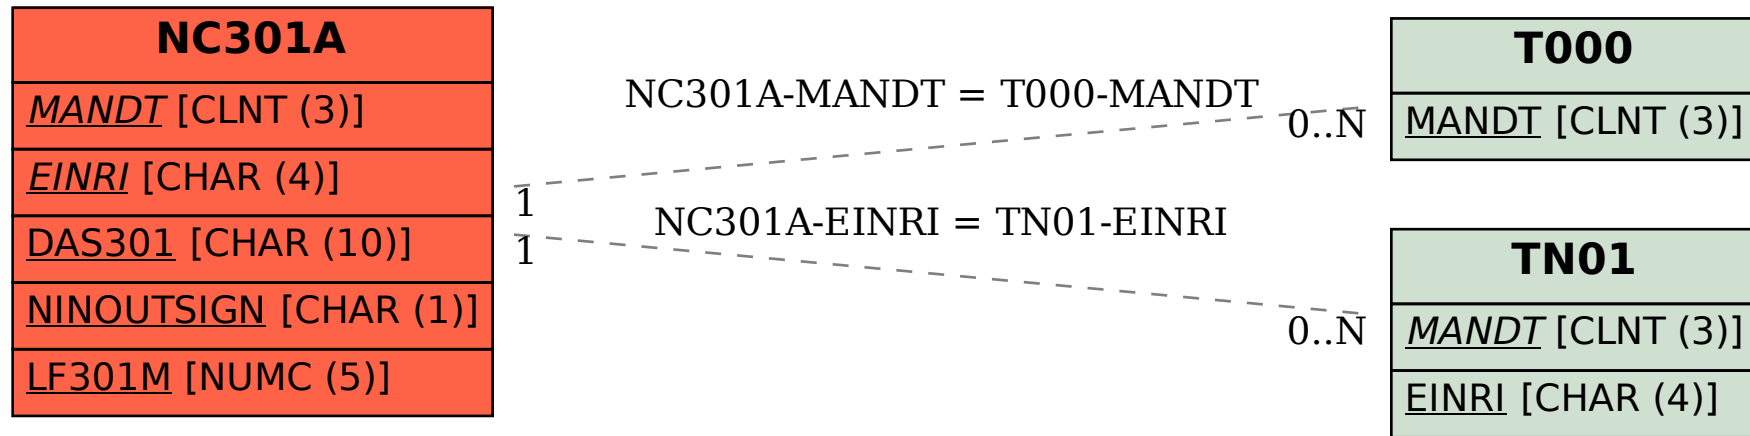 NC301A
MANDT [CLNT (3)]
EINRI [CHAR (4)]
DAS301 [CHAR (10)]
NINOUTSIGN [CHAR (1)]
LF301M [NUMC (5)]
NC301A-MANDT = T000-MANDT
0..N
1
NC301A-EINRI = TN01-EINRI
1
0..N
T000
MANDT [CLNT (3)]
TN01
MANDT [CLNT (3)]
EINRI [CHAR (4)]